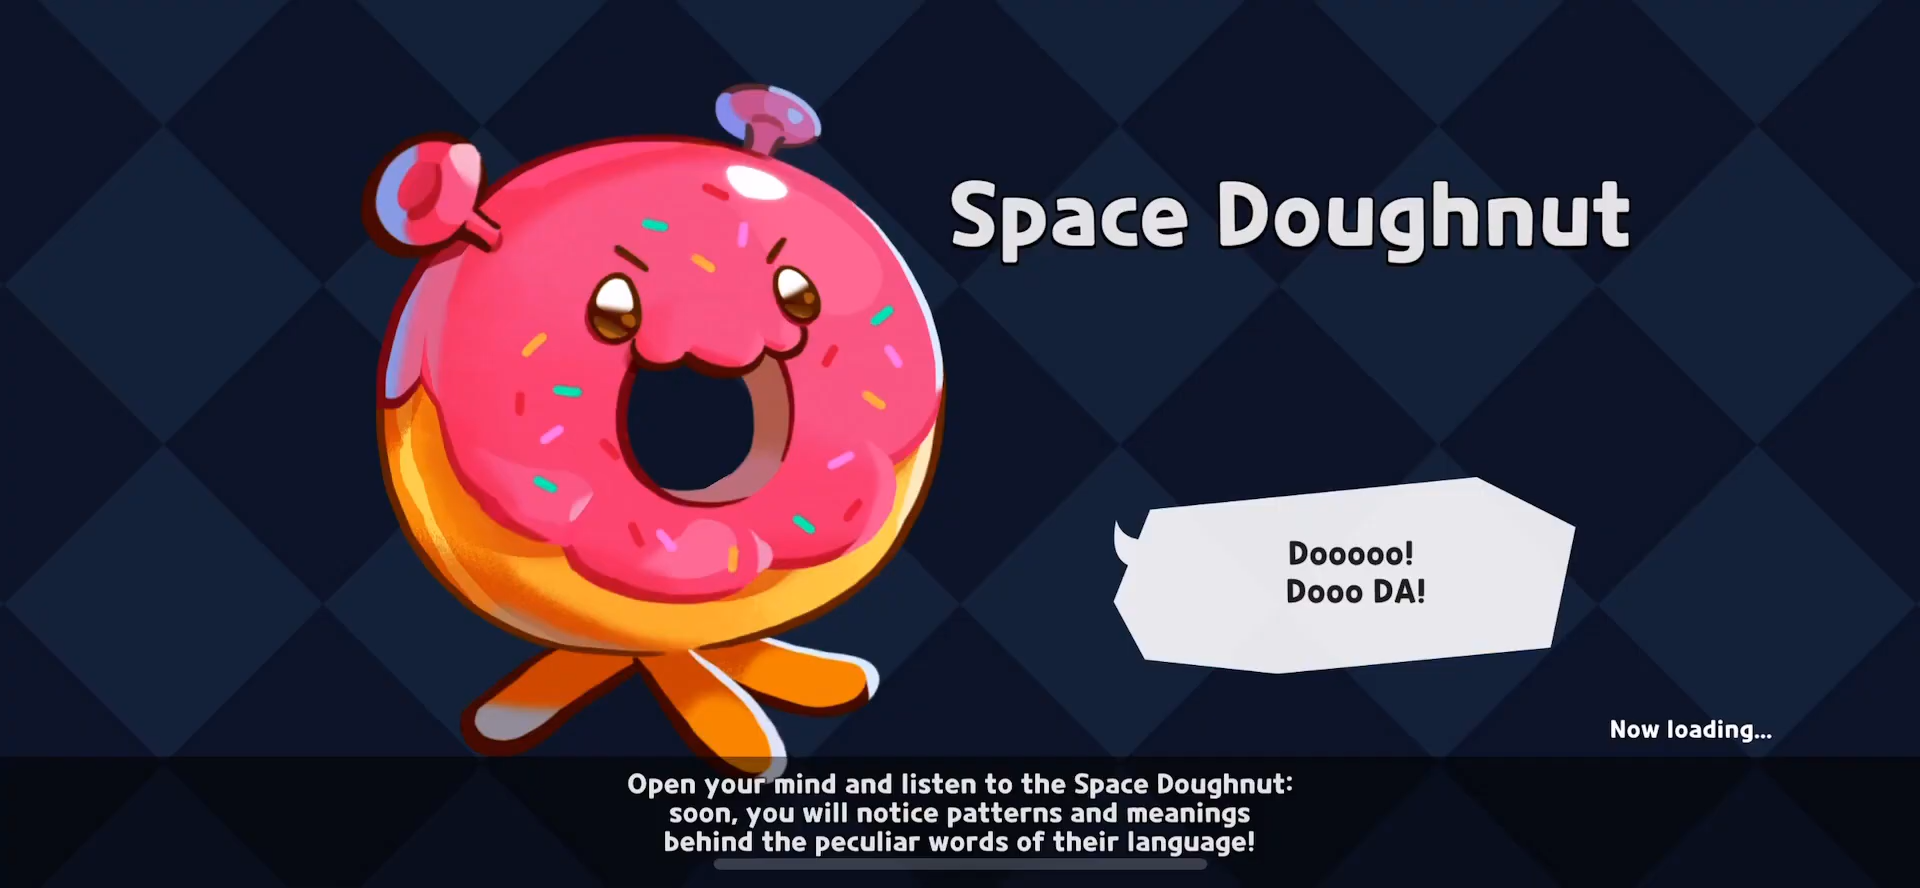 Space Doughnut
Dooooo!
Dooo DA!
Now loading...
Open your mind and listen to the Space Doughnut:
soon, you will notice patterns and meanings
behind the peculiar words of their language!